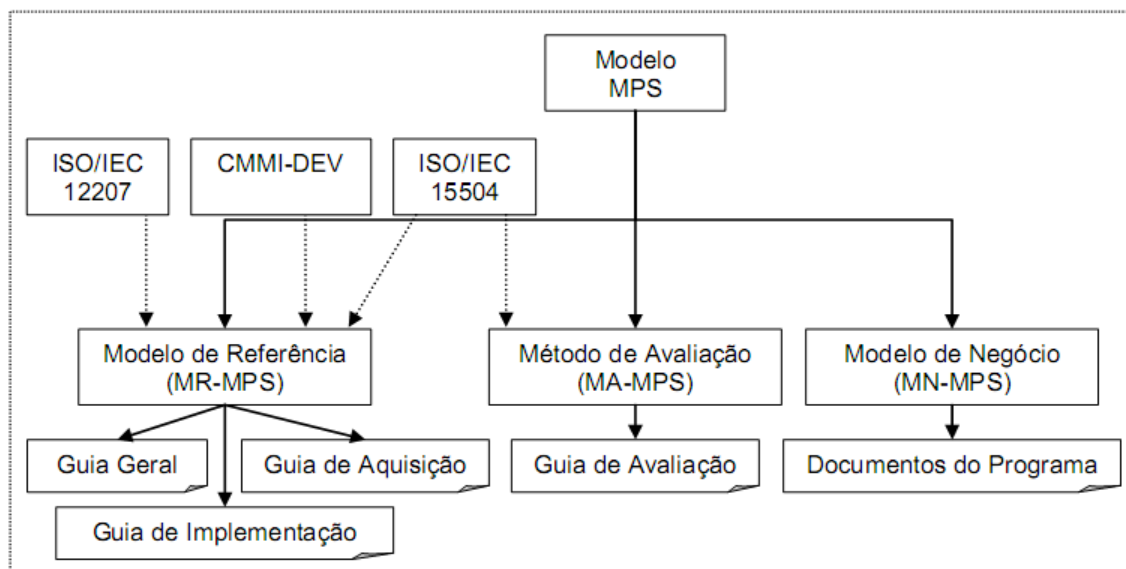 Modelo
MPS
ISO/IEC
12207
CMMI-DEV
ISO/IEC
15504
Modelo de Referência
(MR-MPS)
Método de Avaliação
(MA-MPS)
Modelo de Negócio
(MN-MPS)
Guia Geral
Guia de Aquisição
Guia de Avaliação
Documentos do Programa
Guia de Implementação